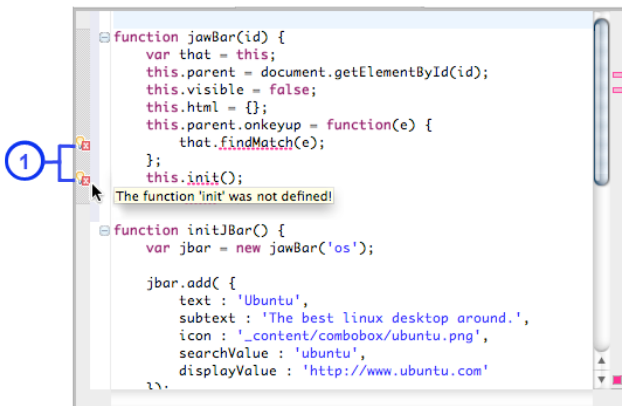 function jawBar(id) {
var that = this;
this.parent = document.getElementById(id);
this.visible = false;
this.html = {};
this.parent.onkeyup = function(e) {
that.findMatch(e);
};
1
this.init();
The function 'init' was not defined!
function initJBar() {
var jbar = new jawBar('os');
jbar.add( {
text : 'Ubuntu',
subtext : 'The best linux desktop around.',
icon : '_content/combobox/ubuntu.png',
searchValue : 'ubuntu',
displayValue : 'http://www.ubuntu.com'
});